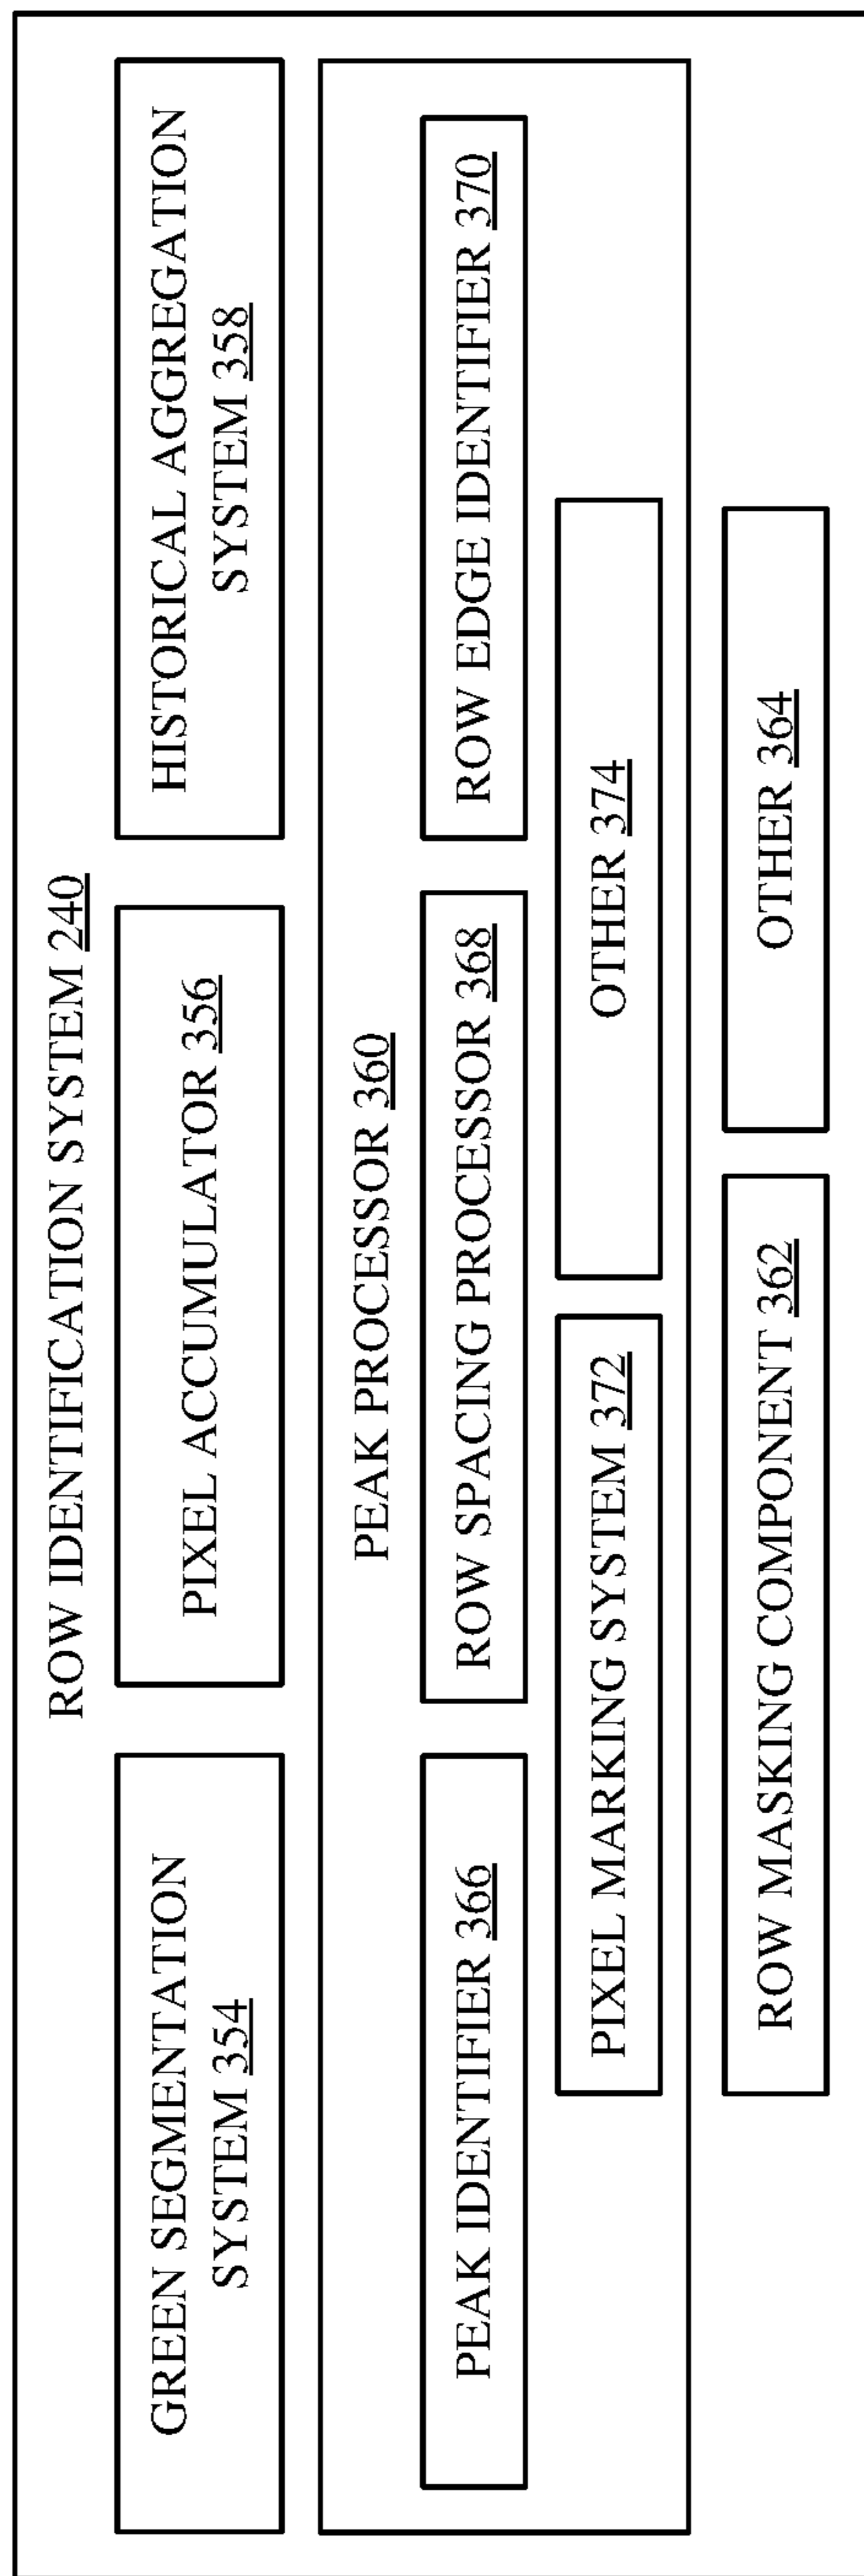 ROW IDENTIFICATION SYSTEM 240
GREEN SEGMENTATION
SYSTEM 354
PIXEL ACCUMULATOR 356
HISTORICAL AGGREGATION
SYSTEM 358
PEAK PROCESSOR 360
PEAK IDENTIFIER 366
ROW SPACING PROCESSOR 368
ROW EDGE IDENTIFIER 370
PIXEL MARKING SYSTEM 372
OTHER 374
ROW MASKING COMPONENT 362
OTHER 364